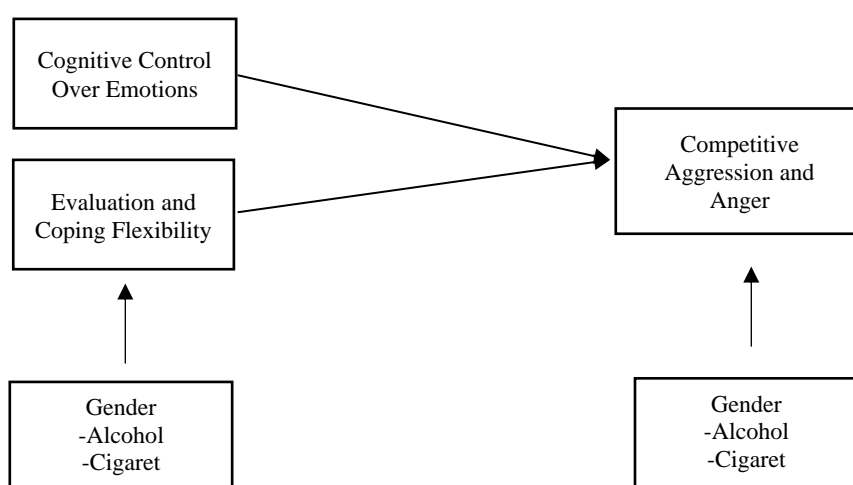 Cognitive Control
Over Emotions
Evaluation and
Coping Flexibility
Competitive
Aggression and
Anger
Gender
-Alcohol
-Cigaret
Gender
-Alcohol
-Cigaret